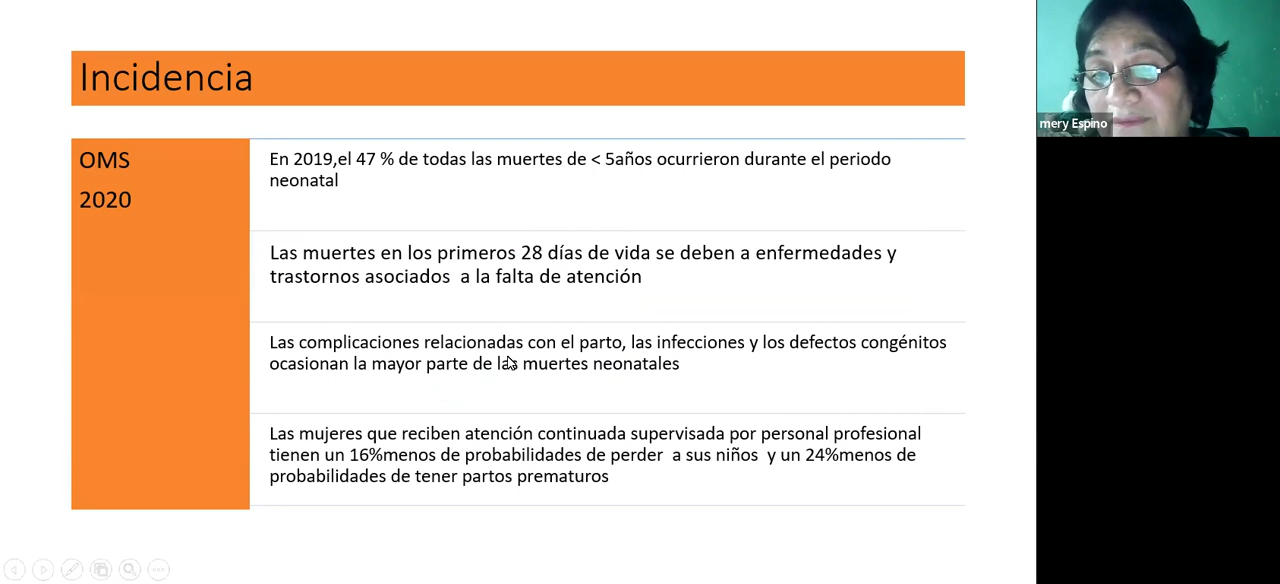 Incidencia
OMS
2020
En 2019,el 47 % de todas las muertes de < 5años ocurrieron durante el periodo
neonatal
Las muertes en los primeros 28 días de vida se deben a enfermedades y
trastornos asociados  a la falta de atención
Las complicaciones relacionadas con el parto, las infecciones y los defectos congénitos
ocasionan la mayor parte de las muertes neonatales
Las mujeres que reciben atención continuada supervisada por personal profesional
tienen un 16%menos de probabilidades de perder  a sus niños  y un 24%menos de
probabilidades de tener partos prematuros
mery Espino